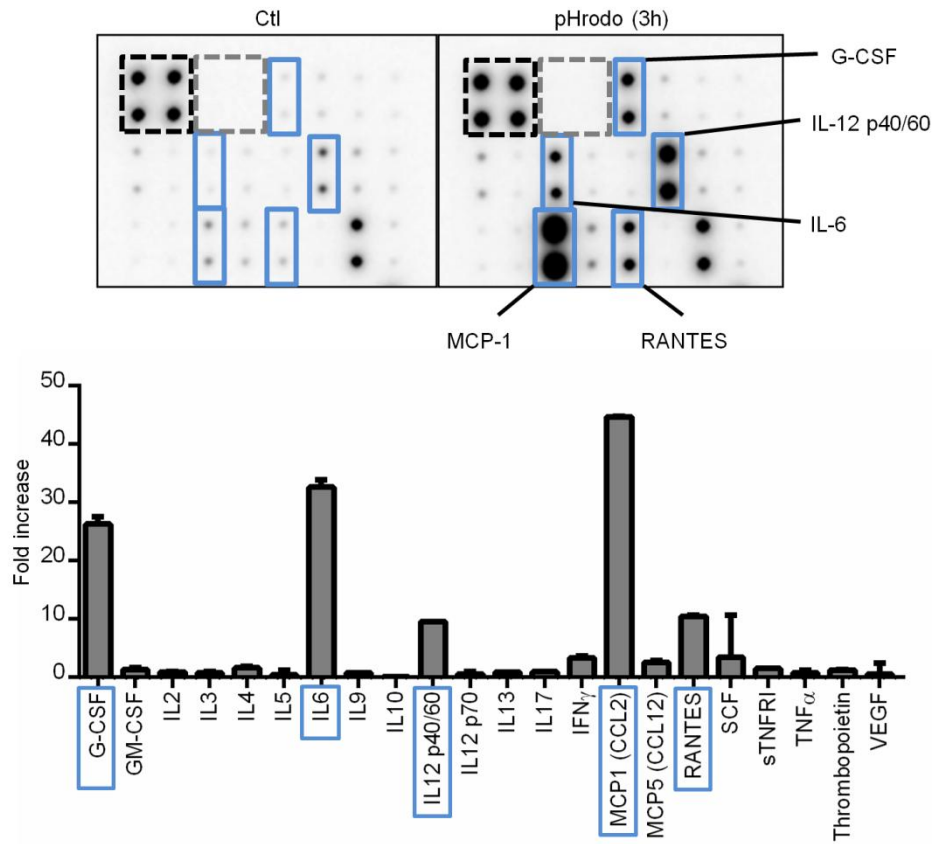 Ctl
pHrodo (3h)
G-CSF
IL-12 p40/60
IL-6
MCP-1
RANTES
Fold increase
50
40
30
20
10
0
G-CSF
GM-CSF
IL2
IL3
IL4
IL5
IL6
IL9
IL10
IL12 p40/60
IL12 p70
IL13
IL17
IFNγ
MCP1 (CCL2)
MCP5 (CCL12)
RANTES
SCF
sTNFRI
TNFα
Thrombopoietin
VEGF